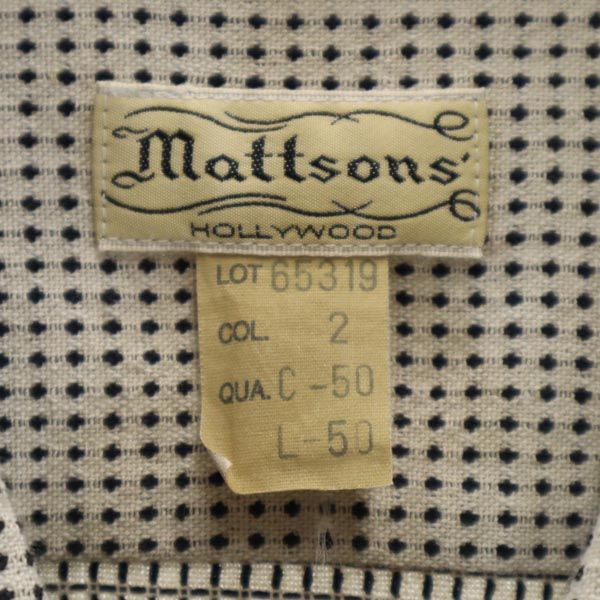 Mattsons'
HOLLYWOOD
LOT 65319
COL. 2
QUA. C-50
L-50